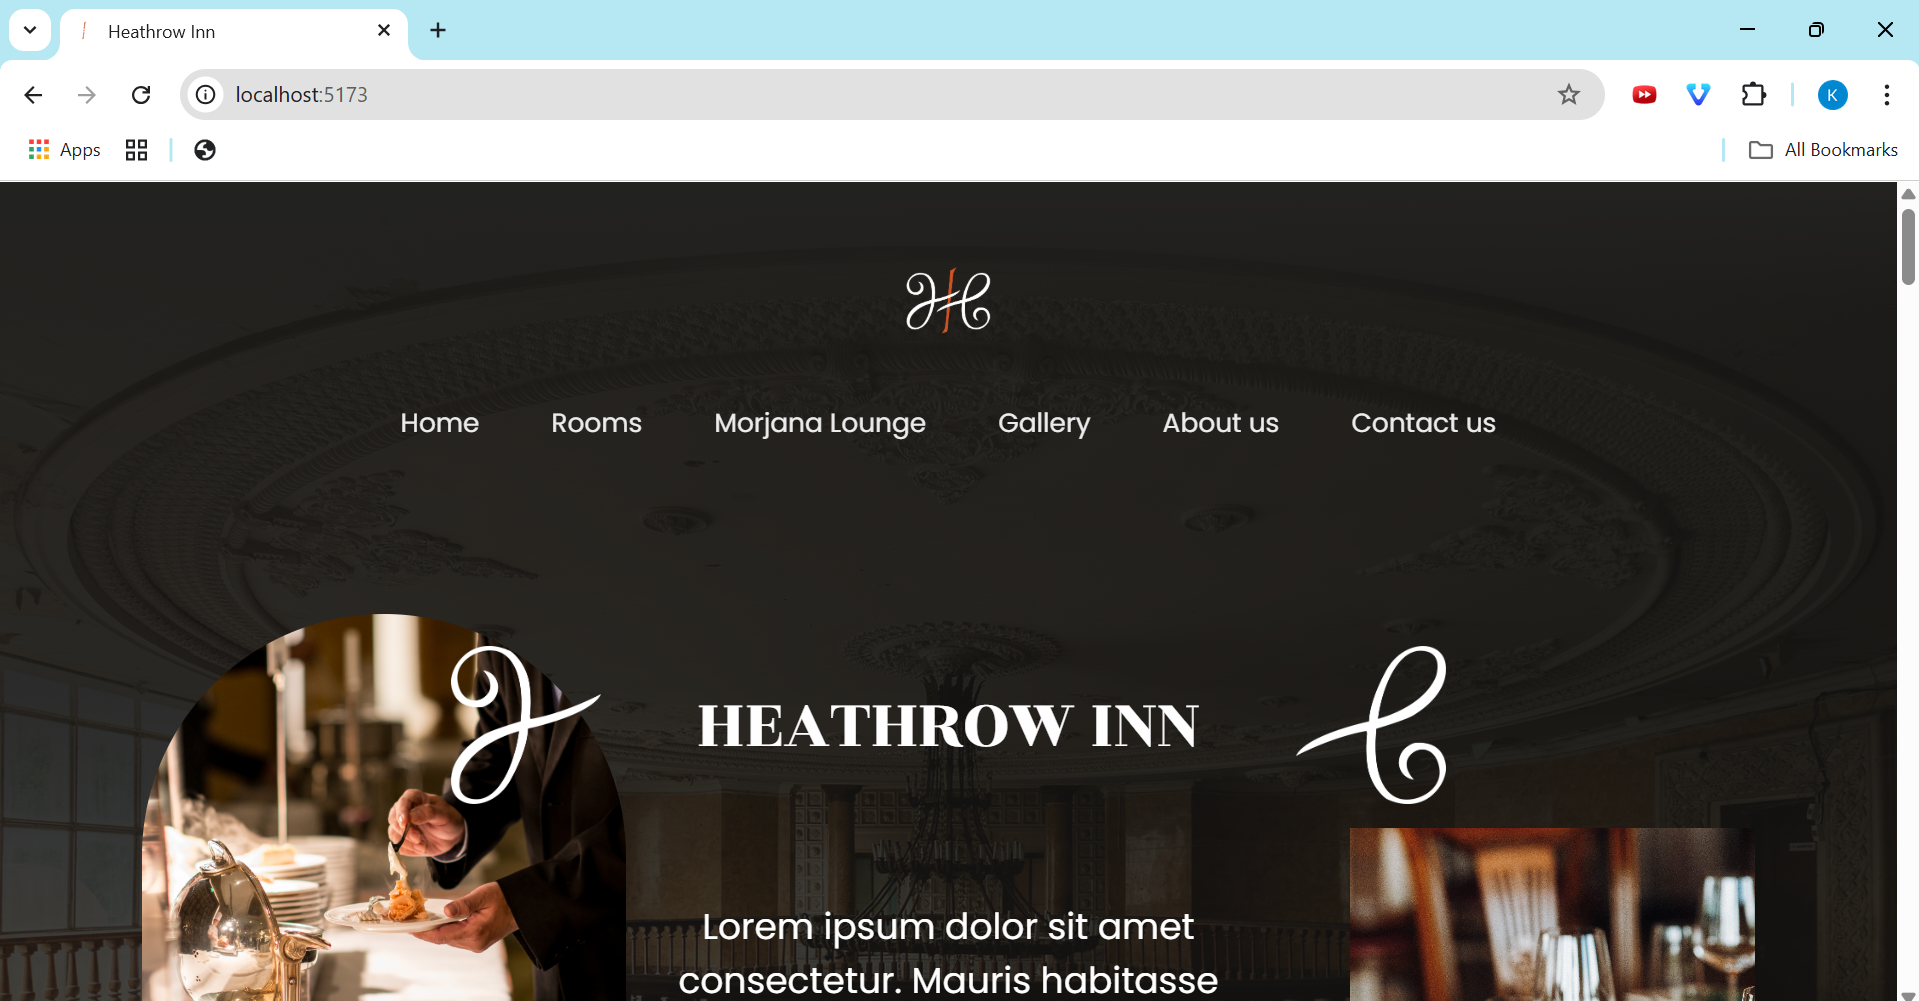 Heathrow Inn
localhost:5173
K
Apps
All Bookmarks
Home Rooms Morjana Lounge Gallery About us Contact us
HEATHROW INN
Lorem ipsum dolor sit amet
consectetur. Mauris habitasse